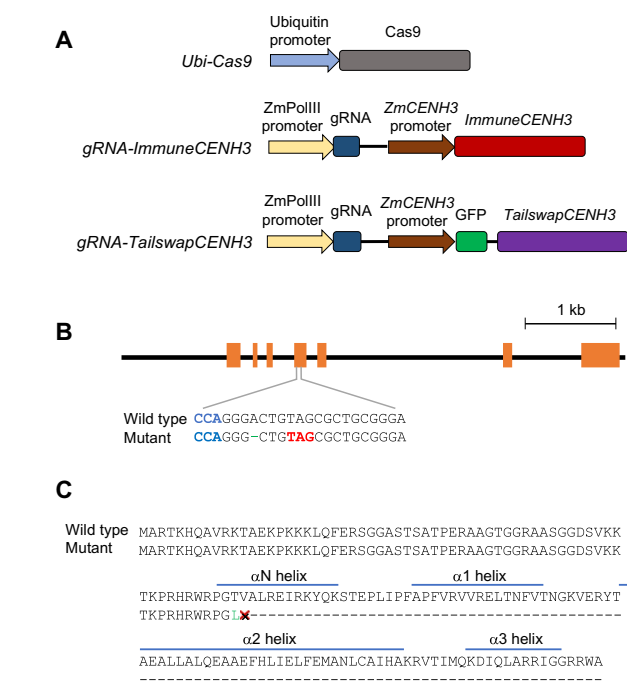 A
Ubiquitin promoter
Cas9
Ubi-Cas9
ZmPolIII promoter
gRNA
ZmCENH3 promoter
ImmuneCENH3
gRNA-ImmuneCENH3
ZmPolIII promoter
gRNA
ZmCENH3 promoter
GFP
TailswapCENH3
gRNA-TailswapCENH3
B
1 kb
Wild type CCAGGGACTGTAGCGCTGCGGGA
Mutant CCAGGG-CTGTAGCGCTGCGGGA
C
Wild type MARTKHQAVRKTAEKPKKKLQFERSGGASTSATPERAAGTGGRAASGGDSVKK
Mutant MARTKHQAVRKTAEKPKKKLQFERSGGASTSATPERAAGTGGRAASGGDSVKK
αN helix α1 helix
TKPRHRWRPGTVALREIRKYQKSTEPLIPFAPFVRVVRELTNFVTNGKVERYT
TKPRHRWRPGL×----------------------------------------
α2 helix α3 helix
AEALLALQEAAEFHLIELFEMANLCAIHAKRVTIMQKDIQLARRIGGRRWA
---------------------------------------------------